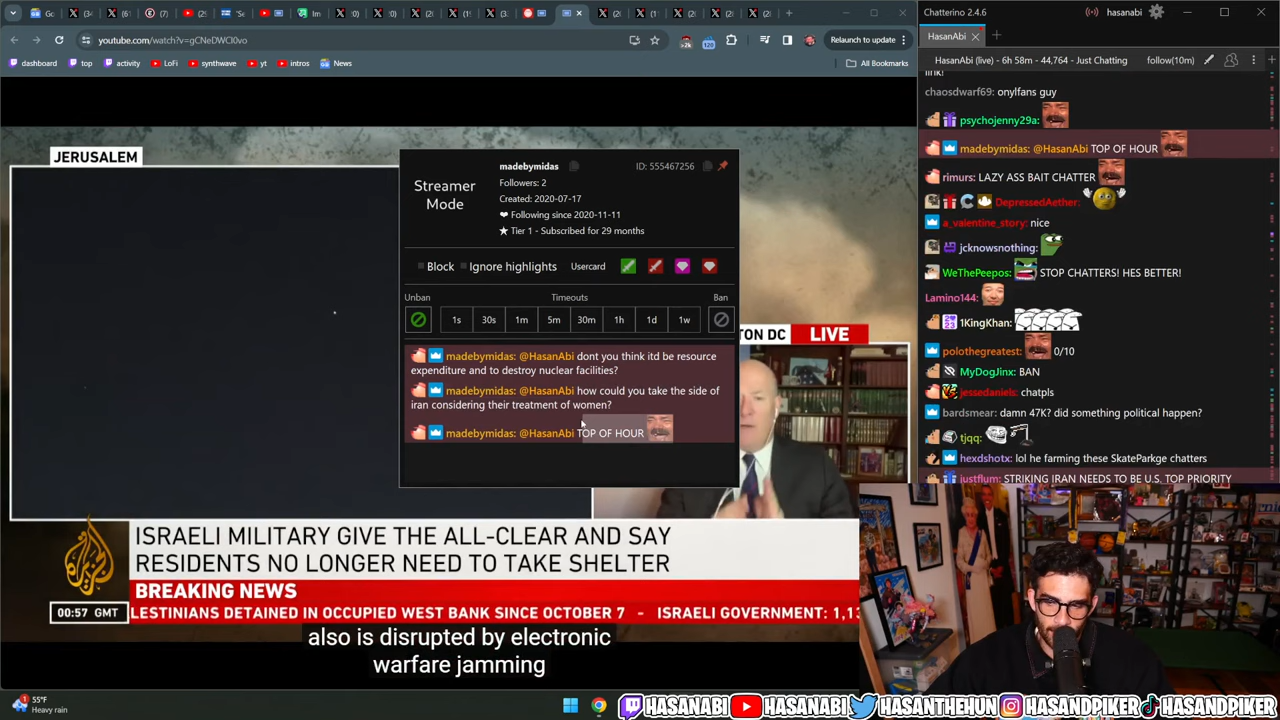 Chatterino 2.4.6
hasanabi
youtube.com/watch?v=gCNeDWCl0vo
>2k
120
Relaunch to update
HasanAbi
dashboard
top
activity
LoFi
synthwave
yt
intros
News
All Bookmarks
HasanAbi (live) - 6h 58m - 44,764 - Just Chatting
follow(10m)
link!
chaosdwarf69: onylfans guy
psychojenny29a:
madebymidas: @HasanAbi TOP OF HOUR
rimurs: LAZY ASS BAIT CHATTER
DepressedAether:
a_valentine_story: nice
jcknowsnothing:
WeThePeepos: STOP CHATTERS! HES BETTER!
Lamino144:
1KingKhan:
polothegreatest: 0/10
MyDogJinx: BAN
jessedaniels: chatpls
bardsmear: damn 47K? did something political happen?
tjqq:
hexdshotx: lol he farming these SkateParkge chatters
justflum: STRIKING IRAN NEEDS TO BE U.S. TOP PRIORITY
JERUSALEM
Streamer
Mode
madebymidas
ID: 555467256
Followers: 2
Created: 2020-07-17
❤ Following since 2020-11-11
★ Tier 1 - Subscribed for 29 months
Block
Ignore highlights
Usercard
Unban
Timeouts
Ban
1s
30s
1m
5m
30m
1h
1d
1w
madebymidas: @HasanAbi dont you think itd be resource
expenditure and to destroy nuclear facilities?
madebymidas: @HasanAbi how could you take the side of
iran considering their treatment of women?
madebymidas: @HasanAbi TOP OF HOUR
TON DC
LIVE
ISRAELI MILITARY GIVE THE ALL-CLEAR AND SAY
RESIDENTS NO LONGER NEED TO TAKE SHELTER
BREAKING NEWS
00:57 GMT
LESTINIANS DETAINED IN OCCUPIED WEST BANK SINCE OCTOBER 7 - ISRAELI GOVERNMENT: 1,13
also is disrupted by electronic
warfare jamming
55°F
Heavy rain
HASANABI
HASANABI
HASANTHEHUN
HASANDPIKER
HASANDPIKER